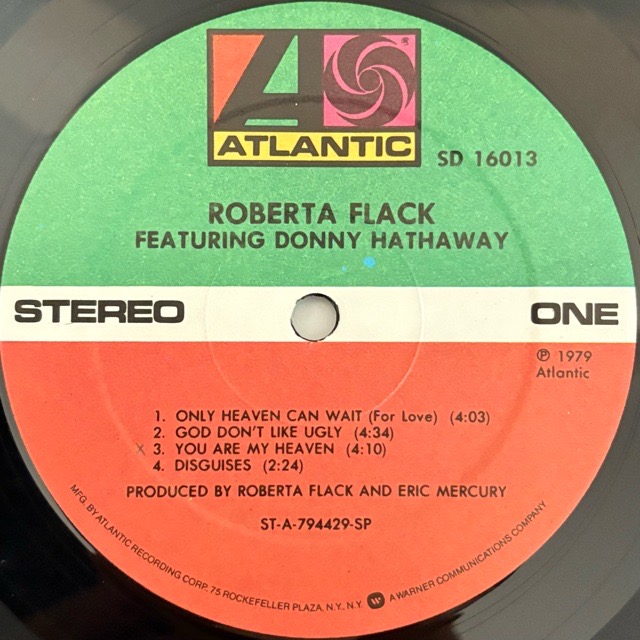 ATLANTIC
®
SD 16013
ROBERTA FLACK
FEATURING DONNY HATHAWAY
STEREO
ONE
℗ 1979
Atlantic
1. ONLY HEAVEN CAN WAIT (For Love) (4:03)
2. GOD DON'T LIKE UGLY (4:34)
x 3. YOU ARE MY HEAVEN (4:10)
4. DISGUISES (2:24)
PRODUCED BY ROBERTA FLACK AND ERIC MERCURY
ST-A-794429-SP
MFG. BY ATLANTIC RECORDING CORP. 75 ROCKEFELLER PLAZA, N.Y., N.Y. A WARNER COMMUNICATIONS COMPANY